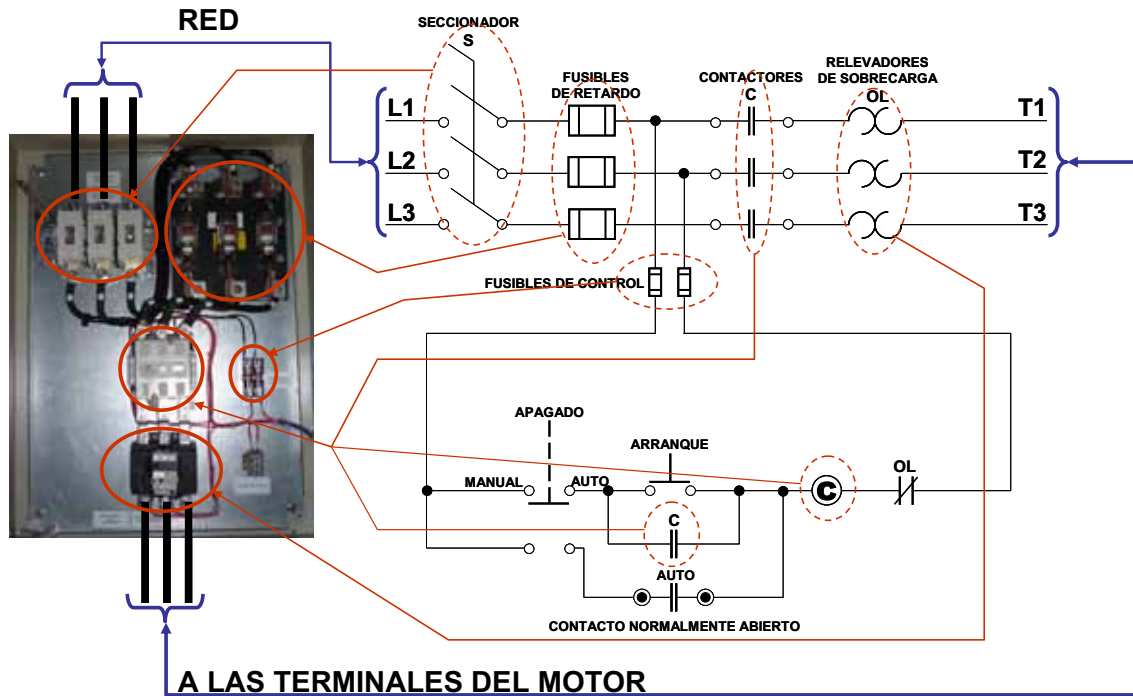 RED
SECCIONADOR
S
FUSIBLES
DE RETARDO
CONTACTORES
C
RELEVADORES
DE SOBRECARGA
OL
L1
L2
L3
T1
T2
T3
FUSIBLES DE CONTROL
APAGADO
ARRANQUE
MANUAL
AUTO
C
OL
C
AUTO
CONTACTO NORMALMENTE ABIERTO
A LAS TERMINALES DEL MOTOR